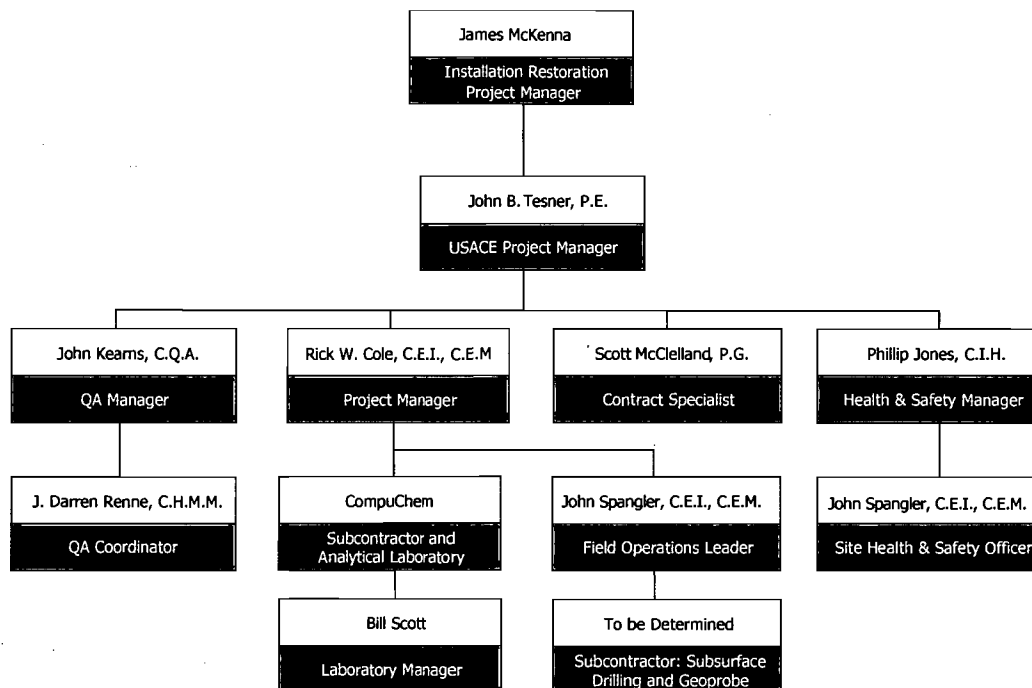 James McKenna
Installation Restoration
Project Manager
John B. Tesner, P.E.
USACE Project Manager
John Kearns, C.Q.A.
QA Manager
Rick W. Cole, C.E.I., C.E.M
Project Manager
Scott McClelland, P.G.
Contract Specialist
Phillip Jones, C.I.H.
Health & Safety Manager
J. Darren Renne, C.H.M.M.
QA Coordinator
CompuChem
Subcontractor and
Analytical Laboratory
John Spangler, C.E.I., C.E.M.
Field Operations Leader
John Spangler, C.E.I., C.E.M.
Site Health & Safety Officer
Bill Scott
Laboratory Manager
To be Determined
Subcontractor: Subsurface
Drilling and Geoprobe